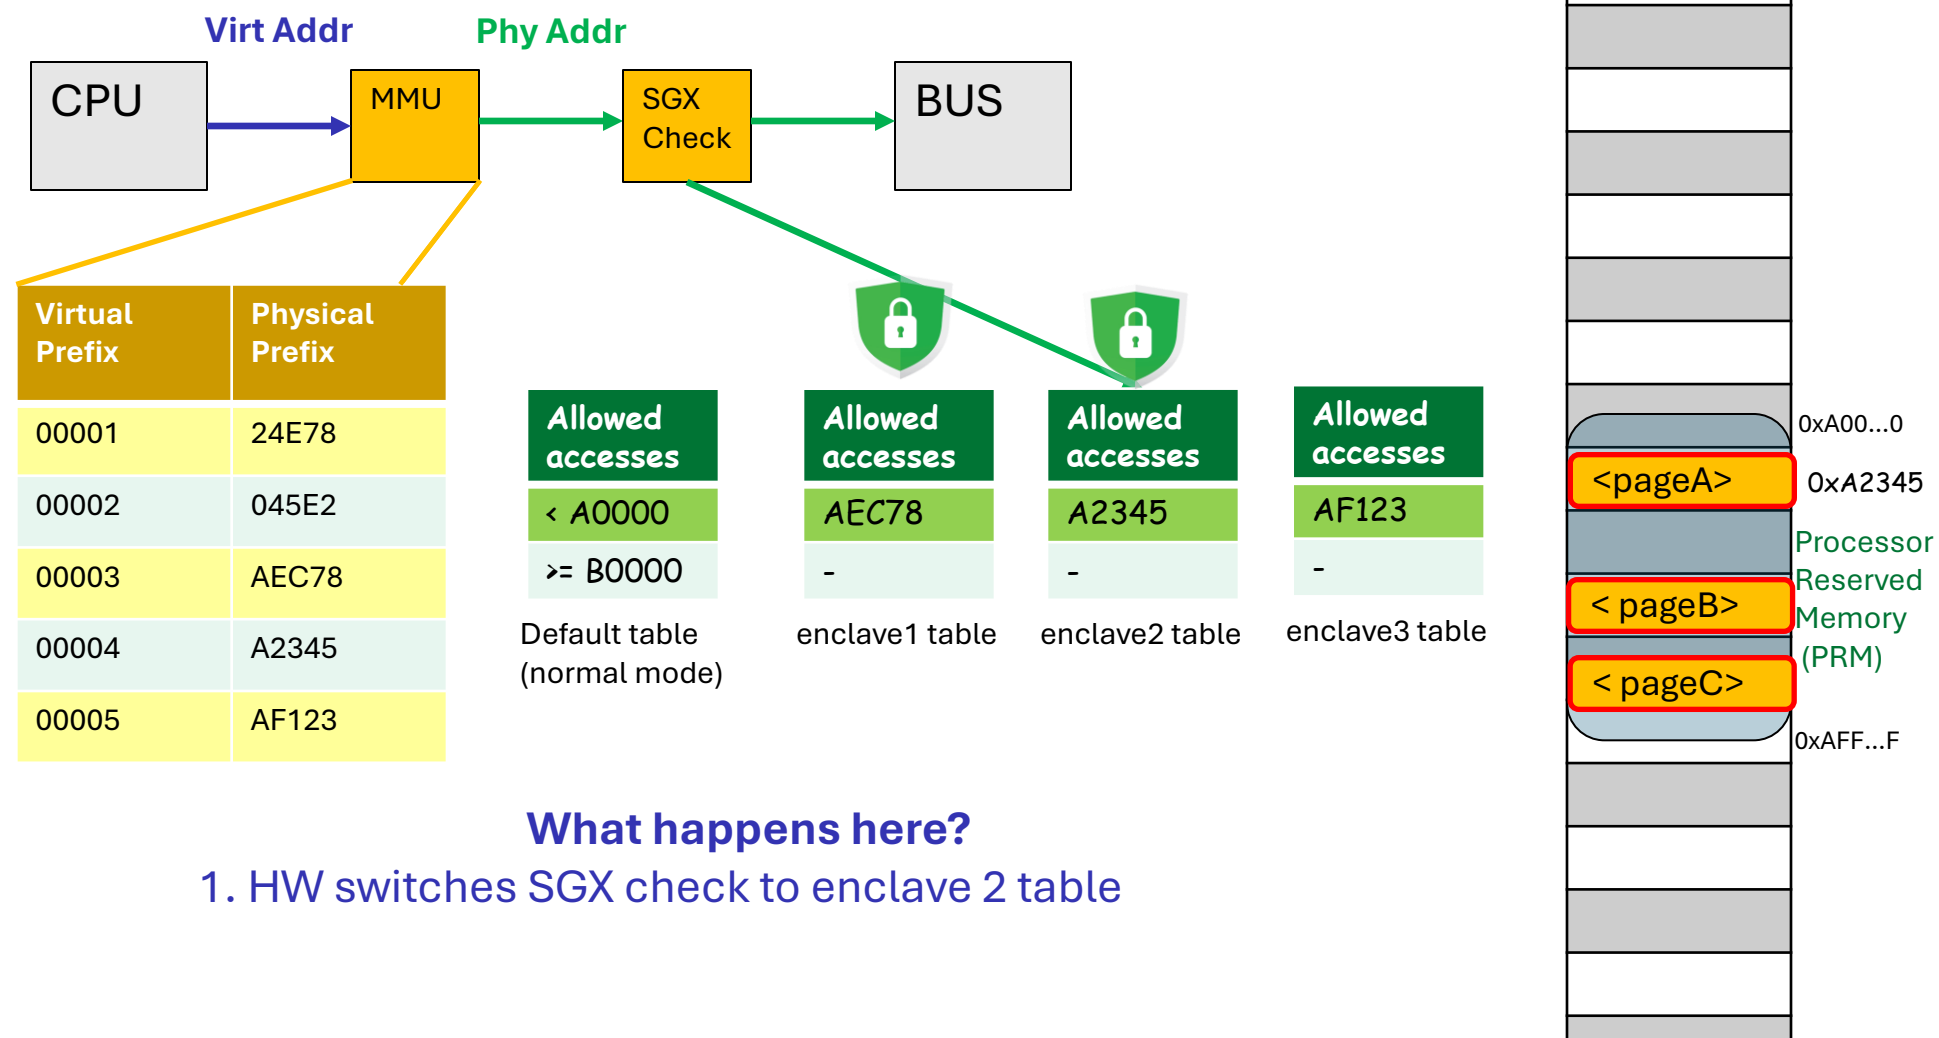 Virt Addr
Phy Addr
CPU
MMU
SGX
Check
BUS
Virtual
Prefix
Physical
Prefix
00001
24E78
00002
045E2
00003
AEC78
00004
A2345
00005
AF123
Allowed
accesses
< A0000
>= B0000
Default table
(normal mode)
Allowed
accesses
AEC78
-
enclave1 table
Allowed
accesses
A2345
-
enclave2 table
Allowed
accesses
AF123
-
enclave3 table
0xA00...0
<pageA>
0xA2345
Processor
Reserved
Memory
(PRM)
< pageB>
< pageC>
0xAFF...F
What happens here?
1. HW switches SGX check to enclave 2 table